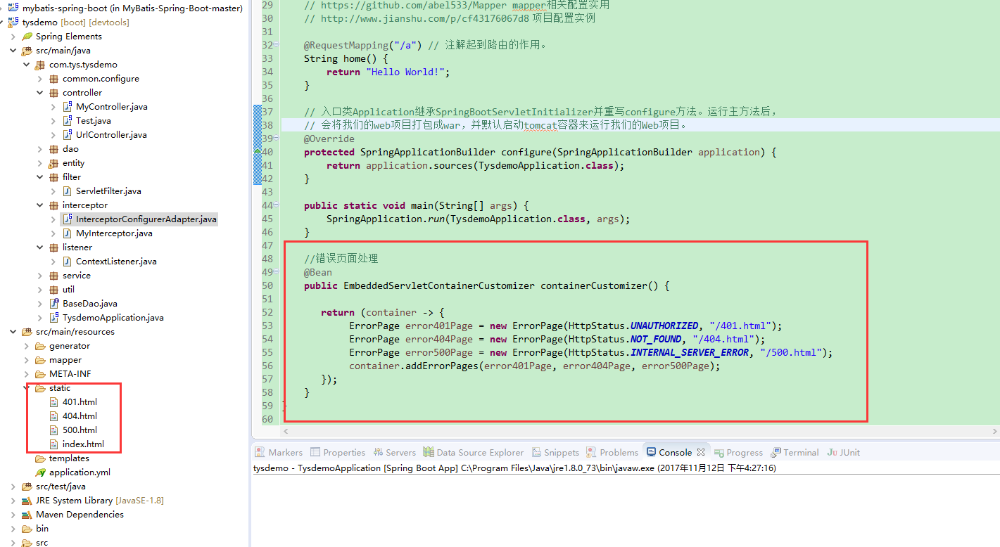 mybatis-spring-boot (in MyBatis-Spring-Boot-master)
tysdemo [boot] [devtools]
Spring Elements
src/main/java
com.tys.tysdemo
common.configure
controller
MyController.java
Test.java
UrlController.java
dao
entity
filter
ServletFilter.java
interceptor
InterceptorConfigurerAdapter.java
MyInterceptor.java
listener
ContextListener.java
service
util
BaseDao.java
TysdemoApplication.java
src/main/resources
generator
mapper
META-INF
static
401.html
404.html
500.html
index.html
templates
application.yml
src/test/java
JRE System Library [JavaSE-1.8]
Maven Dependencies
bin
src
29 // https://github.com/abel533/Mapper mapper相关配置实用
30 // http://www.jianshu.com/p/cf43176067d8 项目配置实例
31
32 @RequestMapping("/a") // 注解起到路由的作用。
33 String home() {
34 return "Hello World!";
35 }
36
37 // 入口类Application继承SpringBootServletInitializer并重写configure方法。运行主方法后，
38 // 会将我们的web项目打包成war，并默认启动tomcat容器来运行我们的Web项目。
39 @Override
40 protected SpringApplicationBuilder configure(SpringApplicationBuilder application) {
41 return application.sources(TysdemoApplication.class);
42 }
43
44 public static void main(String[] args) {
45 SpringApplication.run(TysdemoApplication.class, args);
46 }
47
48 //错误页面处理
49 @Bean
50 public EmbeddedServletContainerCustomizer containerCustomizer() {
51
52 return (container -> {
53 ErrorPage error401Page = new ErrorPage(HttpStatus.UNAUTHORIZED, "/401.html");
54 ErrorPage error404Page = new ErrorPage(HttpStatus.NOT_FOUND, "/404.html");
55 ErrorPage error500Page = new ErrorPage(HttpStatus.INTERNAL_SERVER_ERROR, "/500.html");
56 container.addErrorPages(error401Page, error404Page, error500Page);
57 });
58 }
59 }
60
Markers Properties Servers Data Source Explorer Snippets Problems Console Progress Terminal JUnit
tysdemo - TysdemoApplication [Spring Boot App] C:\Program Files\Java\jre1.8.0_73\bin\javaw.exe (2017年11月12日 下午4:27:16)